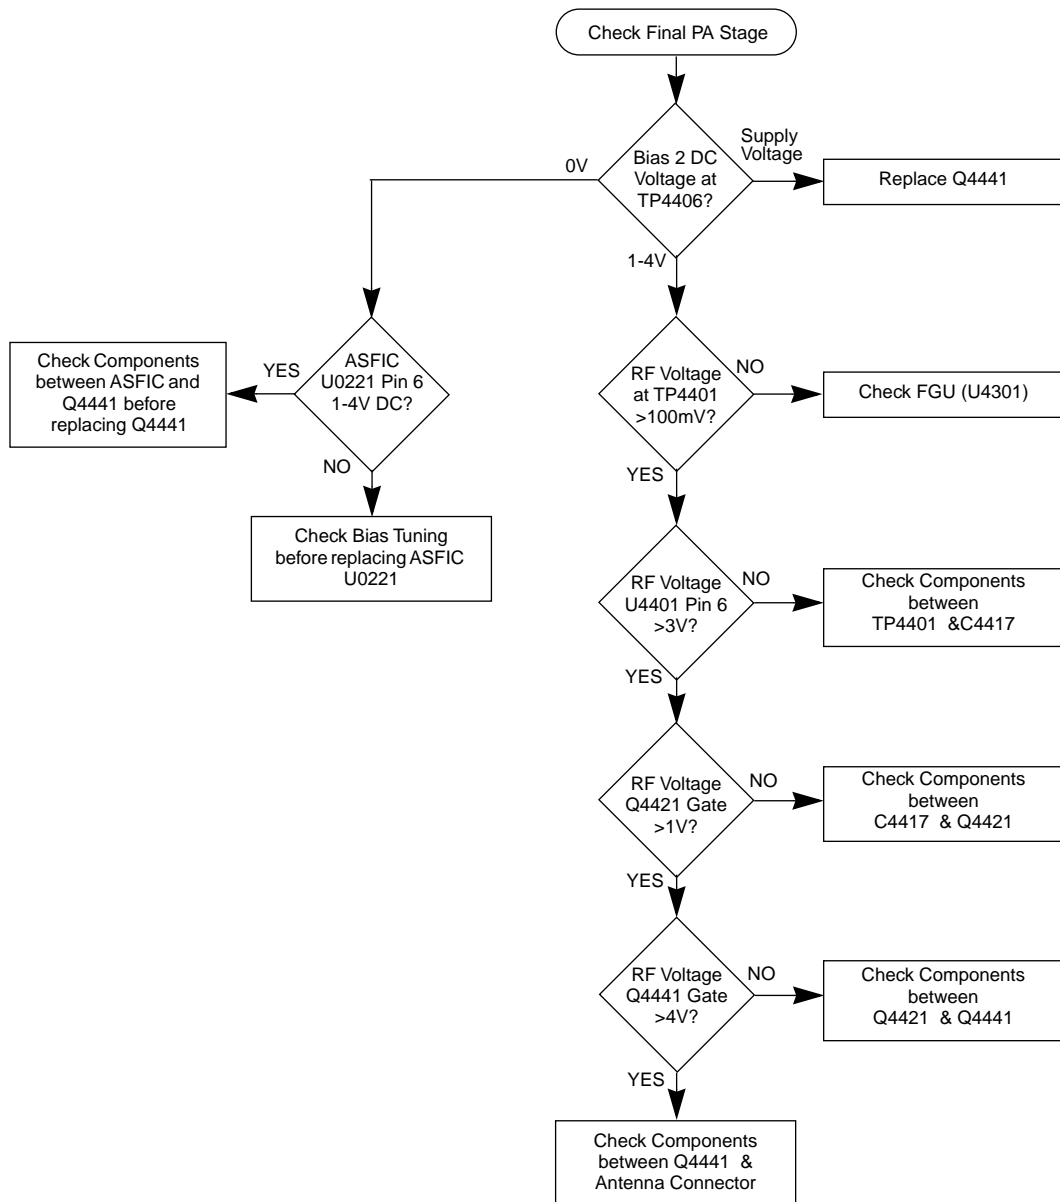 Check Final PA Stage
Bias 2 DC
Voltage at
TP4406?
0V
Supply
Voltage
Replace Q4441
1-4V
ASFIC
U0221 Pin 6
1-4V DC?
YES
Check Components
between ASFIC and
Q4441 before
replacing Q4441
NO
Check Bias Tuning
before replacing ASFIC
U0221
RF Voltage
at TP4401
>100mV?
NO
Check FGU (U4301)
YES
RF Voltage
U4401 Pin 6
>3V?
NO
Check Components
between
TP4401 &C4417
YES
RF Voltage
Q4421 Gate
>1V?
NO
Check Components
between
C4417 & Q4421
YES
RF Voltage
Q4441 Gate
>4V?
NO
Check Components
between
Q4421 & Q4441
YES
Check Components
between Q4441 &
Antenna Connector